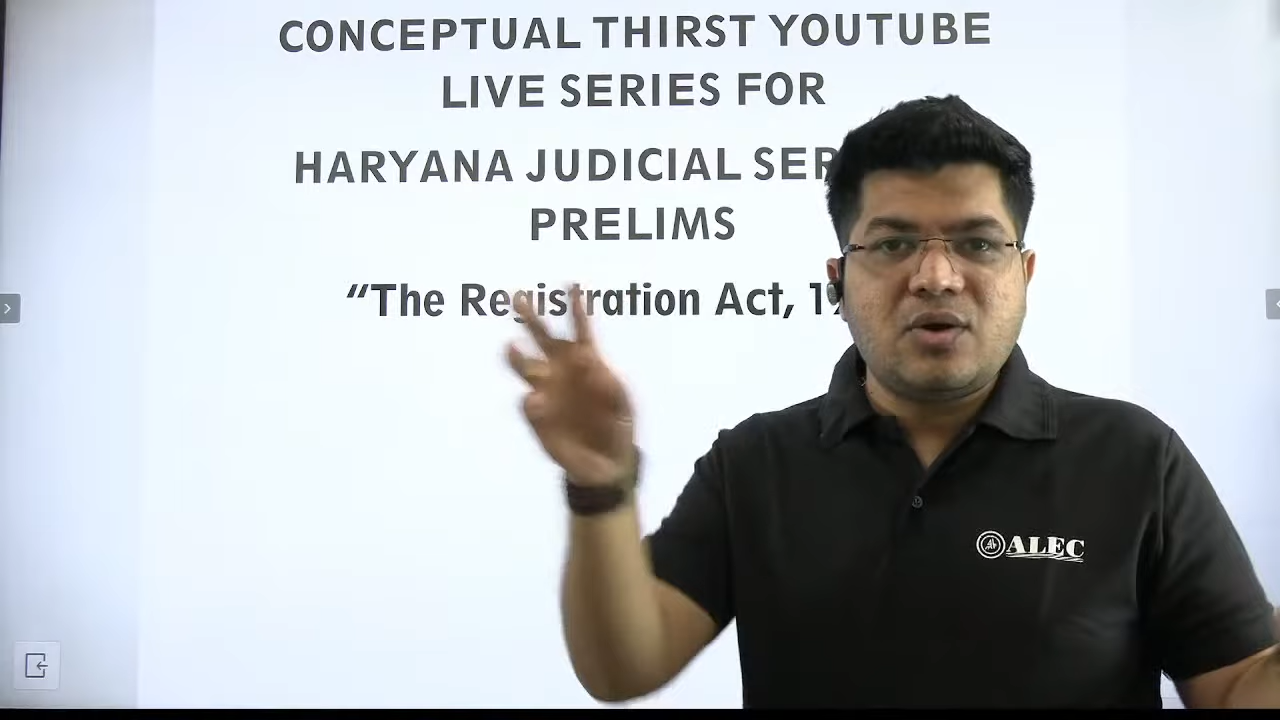 CONCEPTUAL THIRST YOUTUBE
LIVE SERIES FOR
HARYANA JUDICIAL
PRELIMS
“The Registration Act,
ALEC